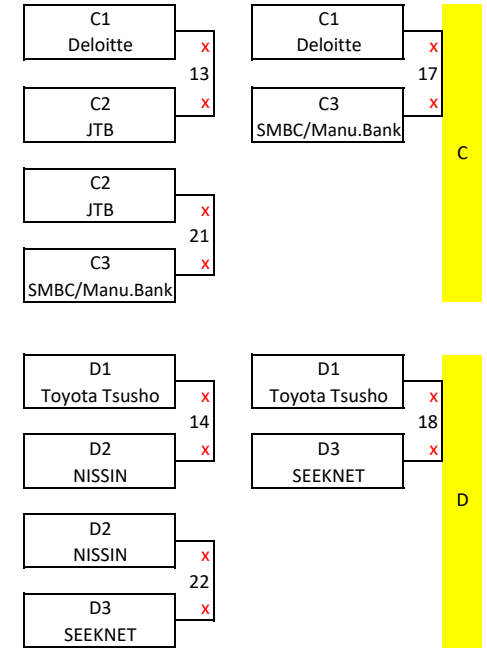 C1
Deloitte
x
13
C2
x
JTB
C1
Deloitte
x
17
C3
x
SMBC/Manu.Bank
C
C2
JTB
x
21
C3
x
SMBC/Manu.Bank
D1
Toyota Tsusho
x
14
D2
x
NISSIN
D1
Toyota Tsusho
x
18
D3
x
SEEKNET
D
D2
NISSIN
x
22
D3
x
SEEKNET